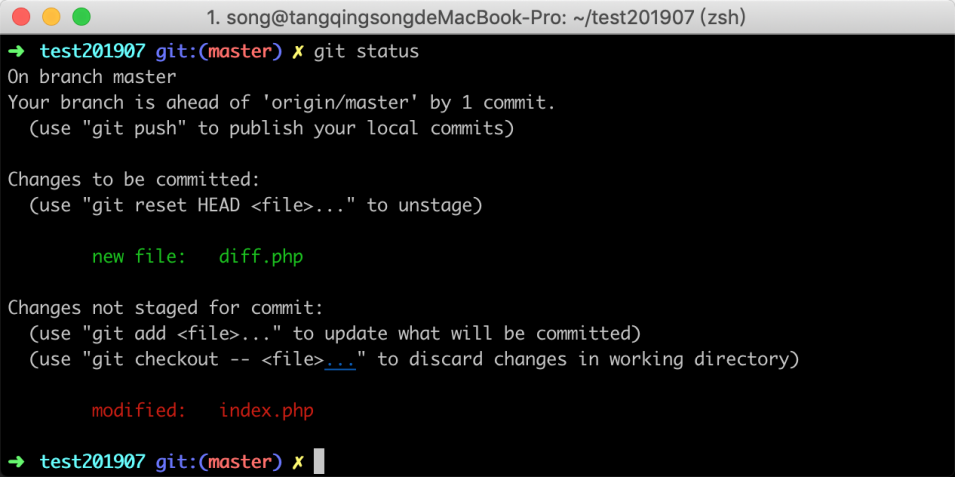 1. song@tangqingsongdeMacBook-Pro: ~/test201907 (zsh)
➜  test201907 git:(master) ✗ git status
On branch master
Your branch is ahead of 'origin/master' by 1 commit.
  (use "git push" to publish your local commits)

Changes to be committed:
  (use "git reset HEAD <file>..." to unstage)

        new file:   diff.php

Changes not staged for commit:
  (use "git add <file>..." to update what will be committed)
  (use "git checkout -- <file>..." to discard changes in working directory)

        modified:   index.php

➜  test201907 git:(master) ✗